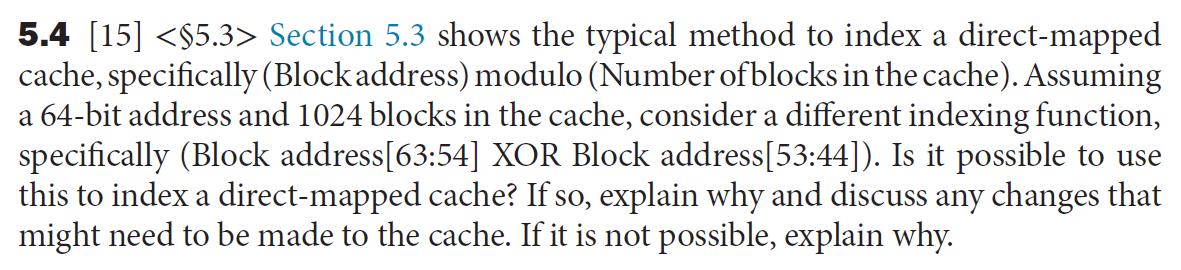 5.4 [15] <§5.3> Section 5.3 shows the typical method to index a direct-mapped
cache, specifically (Block address) modulo (Number of blocks in the cache). Assuming
a 64-bit address and 1024 blocks in the cache, consider a different indexing function,
specifically (Block address[63:54] XOR Block address[53:44]). Is it possible to use
this to index a direct-mapped cache? If so, explain why and discuss any changes that
might need to be made to the cache. If it is not possible, explain why.